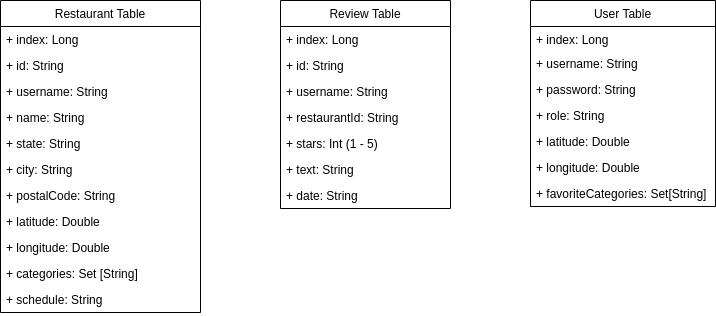 Restaurant Table
+ index: Long
+ id: String
+ username: String
+ name: String
+ state: String
+ city: String
+ postalCode: String
+ latitude: Double
+ longitude: Double
+ categories: Set [String]
+ schedule: String
Review Table
+ index: Long
+ id: String
+ username: String
+ restaurantId: String
+ stars: Int (1 - 5)
+ text: String
+ date: String
User Table
+ index: Long
+ username: String
+ password: String
+ role: String
+ latitude: Double
+ longitude: Double
+ favoriteCategories: Set[String]